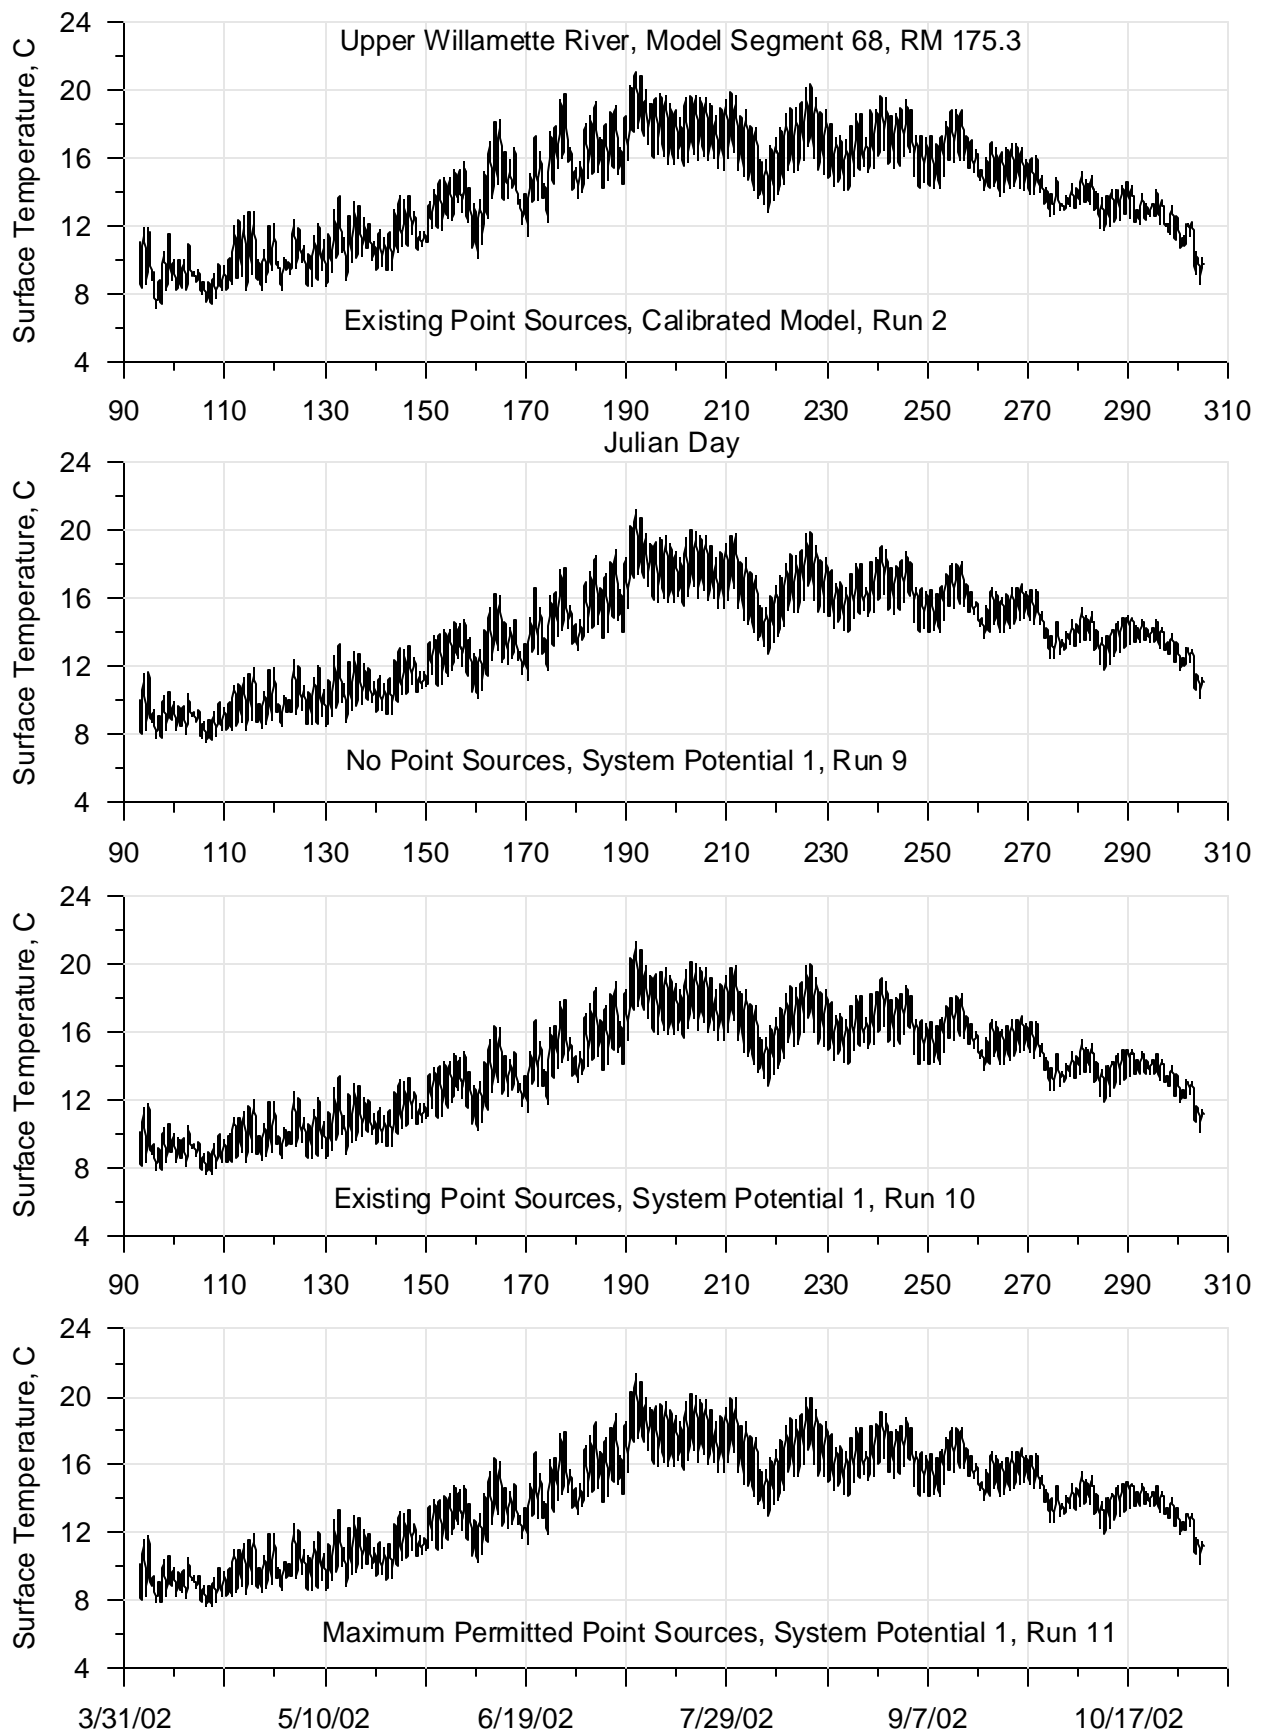 24
Upper Willamette River, Model Segment 68, RM 175.3
20
16
12
8
4
Surface Temperature, C
Existing Point Sources, Calibrated Model, Run 2
90 110 130 150 170 190 210 230 250 270 290 310
Julian Day
24
20
16
12
8
4
Surface Temperature, C
No Point Sources, System Potential 1, Run 9
90 110 130 150 170 190 210 230 250 270 290 310
24
20
16
12
8
4
Surface Temperature, C
Existing Point Sources, System Potential 1, Run 10
90 110 130 150 170 190 210 230 250 270 290 310
24
20
16
12
8
4
Surface Temperature, C
Maximum Permitted Point Sources, System Potential 1, Run 11
3/31/02 5/10/02 6/19/02 7/29/02 9/7/02 10/17/02